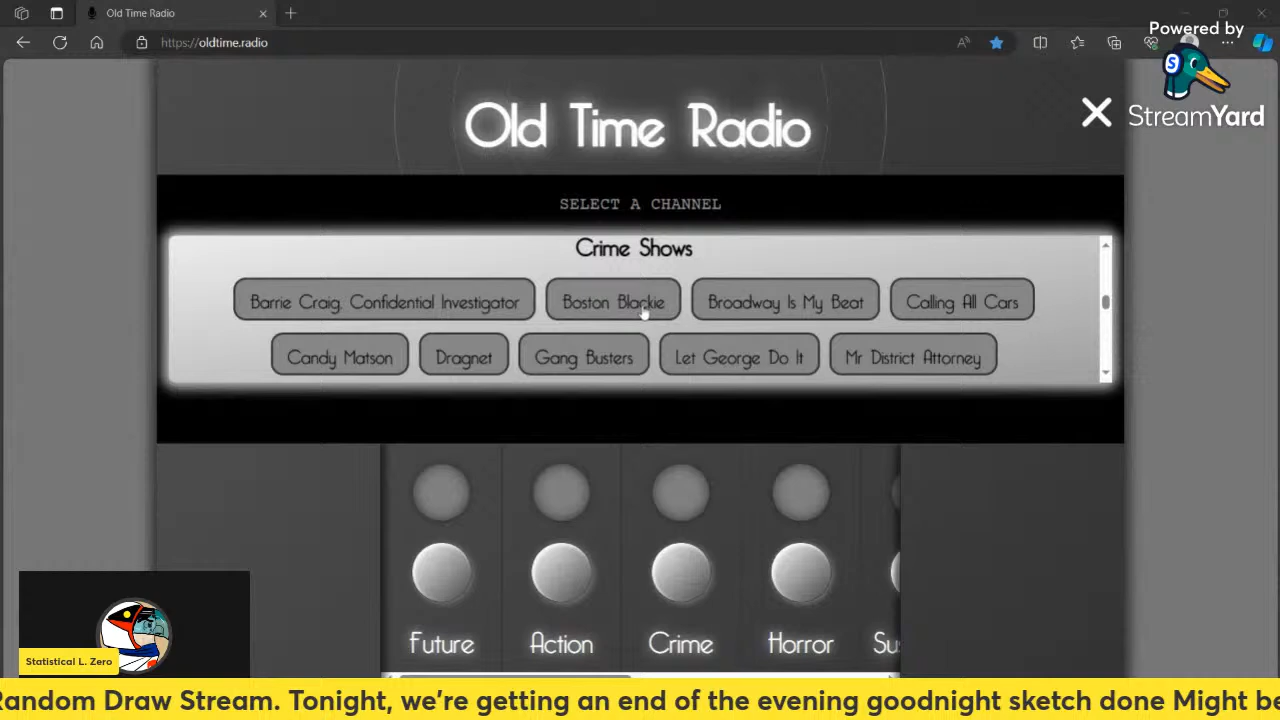 Old Time Radio
https://oldtime.radio
Powered by
StreamYard
Old Time Radio
SELECT A CHANNEL
Crime Shows
Barrie Craig, Confidential Investigator
Boston Blackie
Broadway Is My Beat
Calling All Cars
Candy Matson
Dragnet
Gang Busters
Let George Do It
Mr District Attorney
Future
Action
Crime
Horror
Sus
Statistical L. Zero
Random Draw Stream. Tonight, we're getting an end of the evening goodnight sketch done Might be